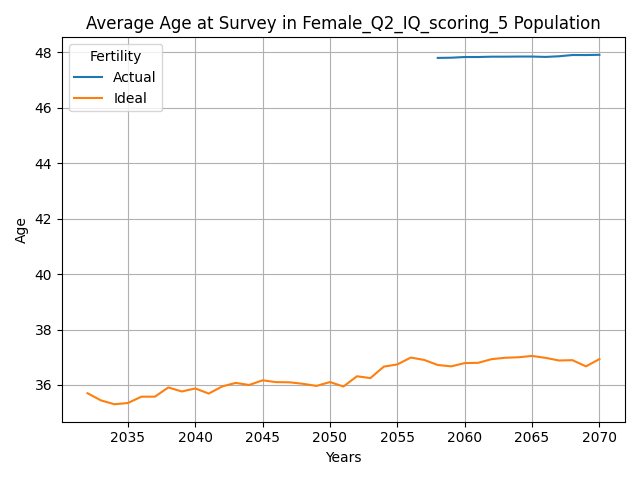 Average Age at Survey in Female_Q2_IQ_scoring_5 Population
Fertility
Actual
Ideal
48
46
44
42
40
38
36
Age
2035 2040 2045 2050 2055 2060 2065 2070
Years